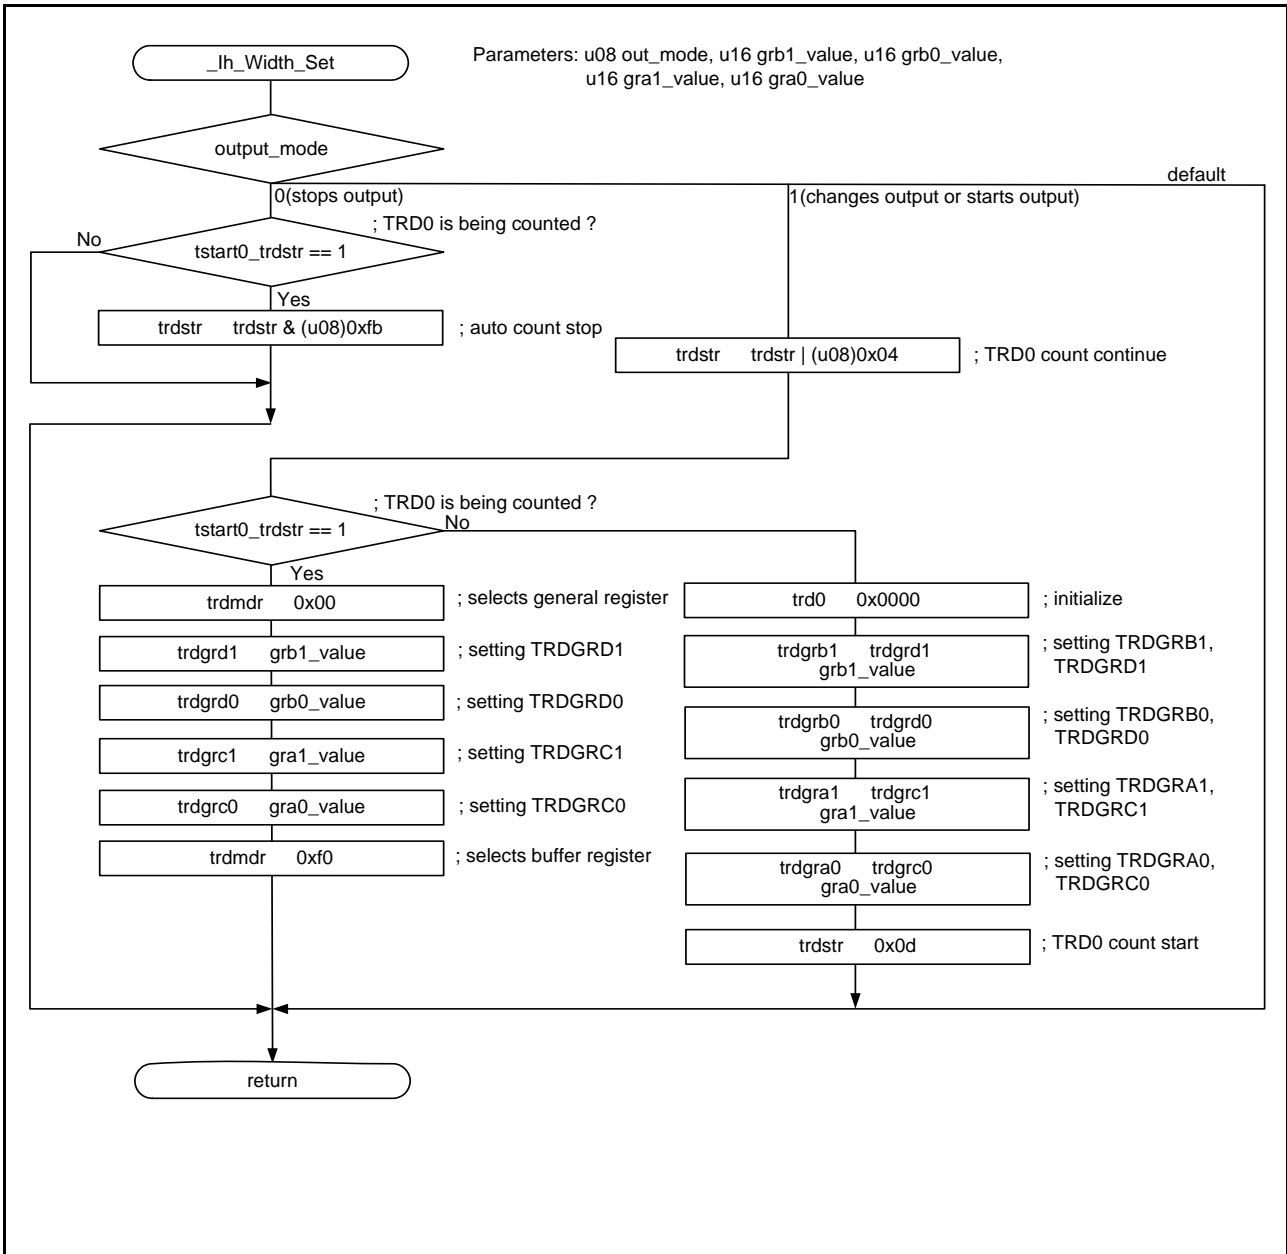 _Ih_Width_Set
Parameters: u08 out_mode, u16 grb1_value, u16 grb0_value,
u16 gra1_value, u16 gra0_value
output_mode
default
0(stops output)
1(changes output or starts output)
; TRD0 is being counted ?
No
tstart0_trdstr == 1
Yes
trdstr trdstr & (u08)0xfb
; auto count stop
trdstr trdstr | (u08)0x04
; TRD0 count continue
; TRD0 is being counted ?
tstart0_trdstr == 1
No
Yes
trdmdr 0x00
; selects general register
trdgrd1 grb1_value
; setting TRDGRD1
trdgrd0 grb0_value
; setting TRDGRD0
trdgrc1 gra1_value
; setting TRDGRC1
trdgrc0 gra0_value
; setting TRDGRC0
trdmdr 0xf0
; selects buffer register
trd0 0x0000
; initialize
trdgrb1 trdgrd1
grb1_value
; setting TRDGRB1,
TRDGRD1
trdgrb0 trdgrd0
grb0_value
; setting TRDGRB0,
TRDGRD0
trdgra1 trdgrc1
gra1_value
; setting TRDGRA1,
TRDGRC1
trdgra0 trdgrc0
gra0_value
; setting TRDGRA0,
TRDGRC0
trdstr 0x0d
; TRD0 count start
return